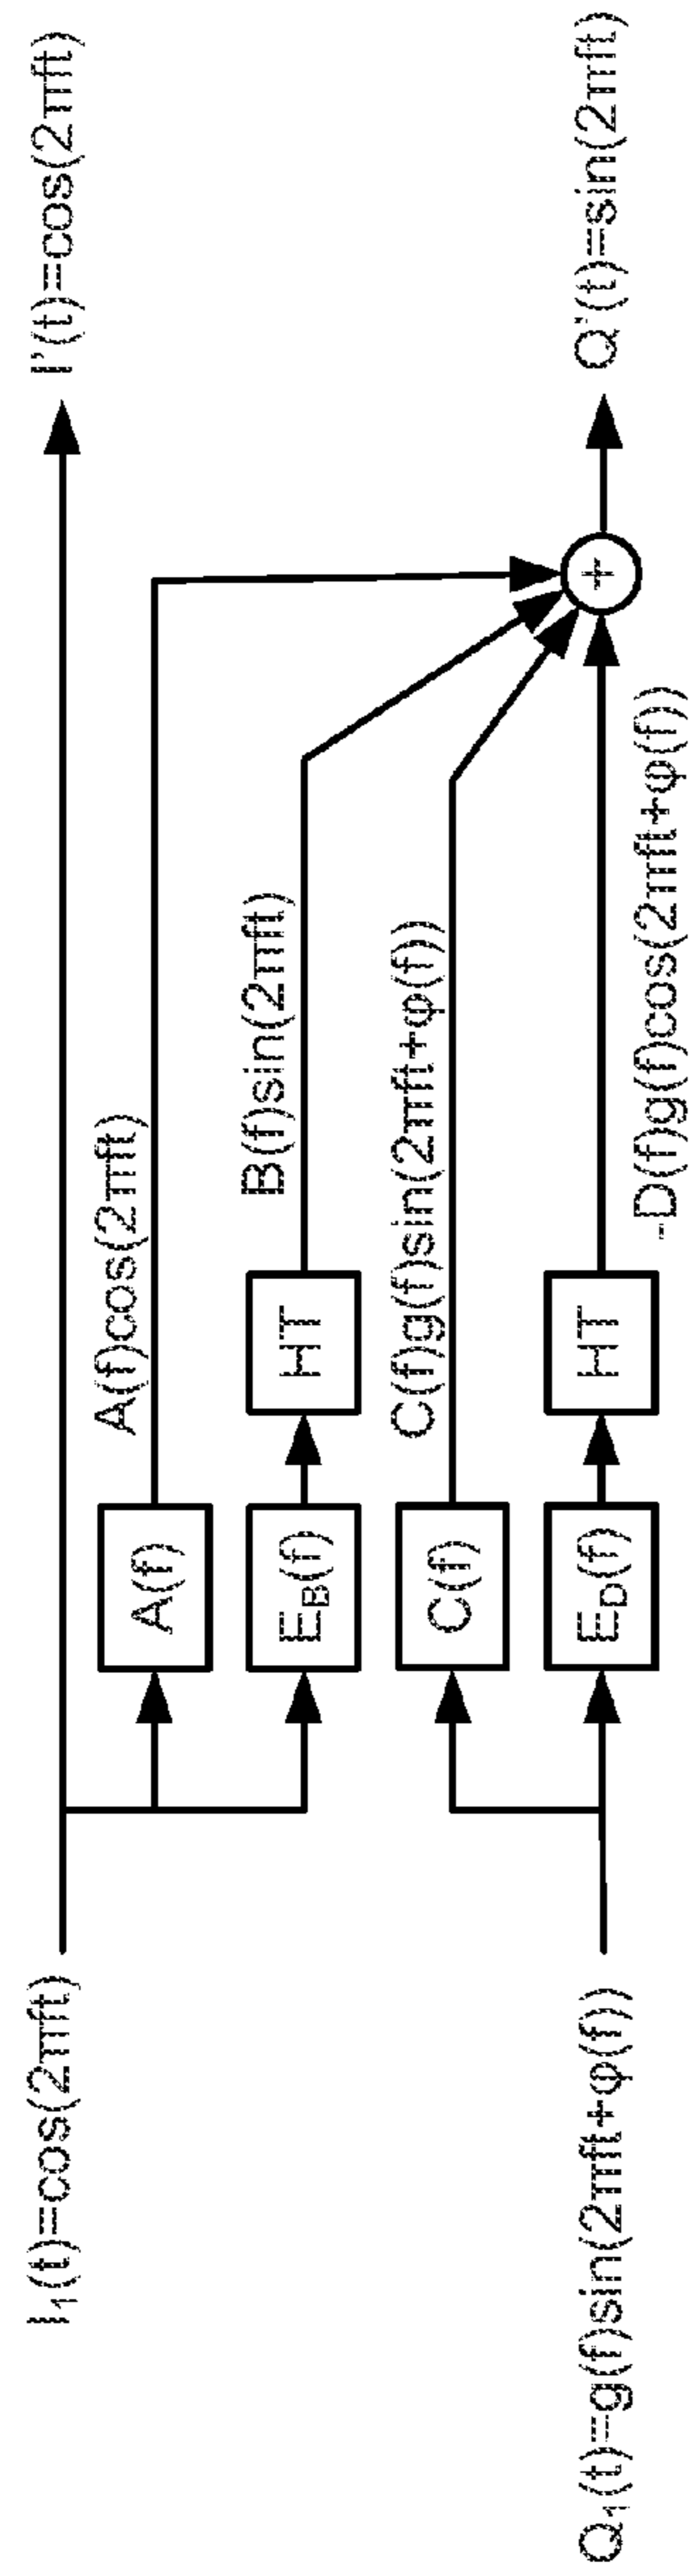 I₁(t)=cos(2πft)
I'(t)=cos(2πft)
A(f)
A(f)cos(2πft)
E_B(f)
HT
B(f)sin(2πft)
C(f)
C(f)g(f)sin(2πft+φ(f))
E_D(f)
HT
-D(f)g(f)cos(2πft+φ(f))
+
Q₁(t)=g(f)sin(2πft+φ(f))
Q'(t)=sin(2πft)